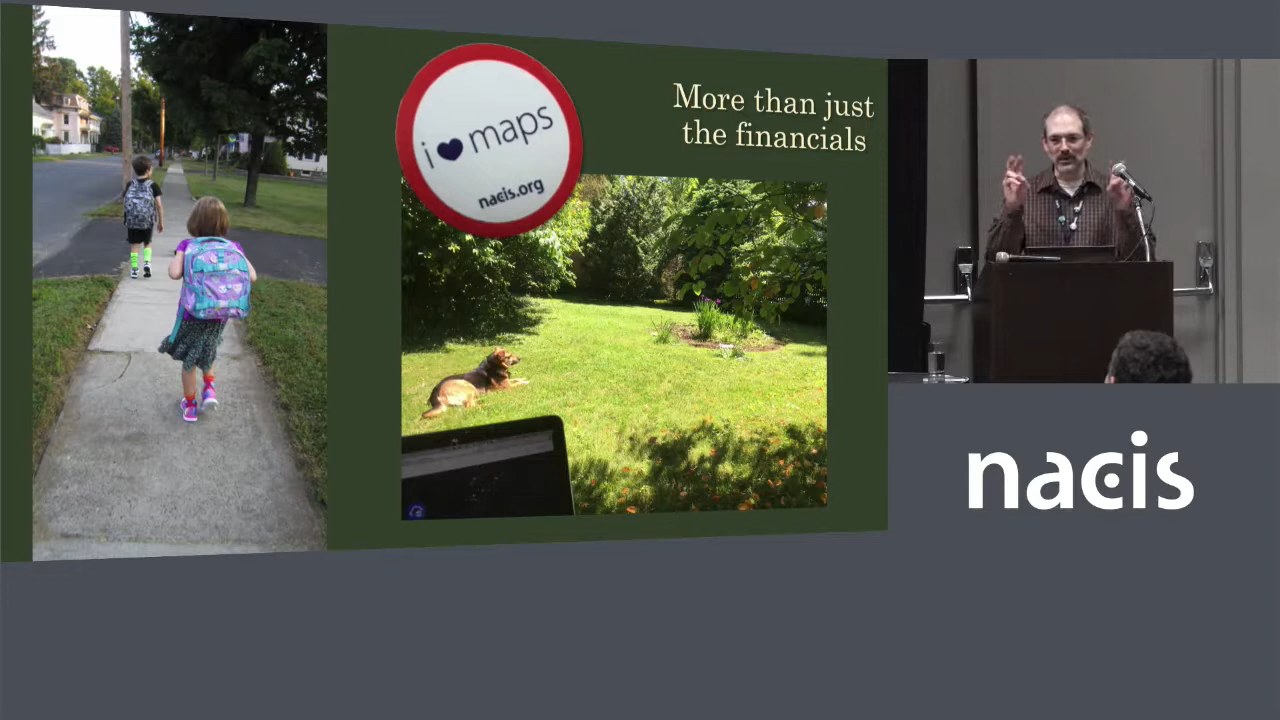 i ♥ maps
nacis.org
More than just
the financials
nacis